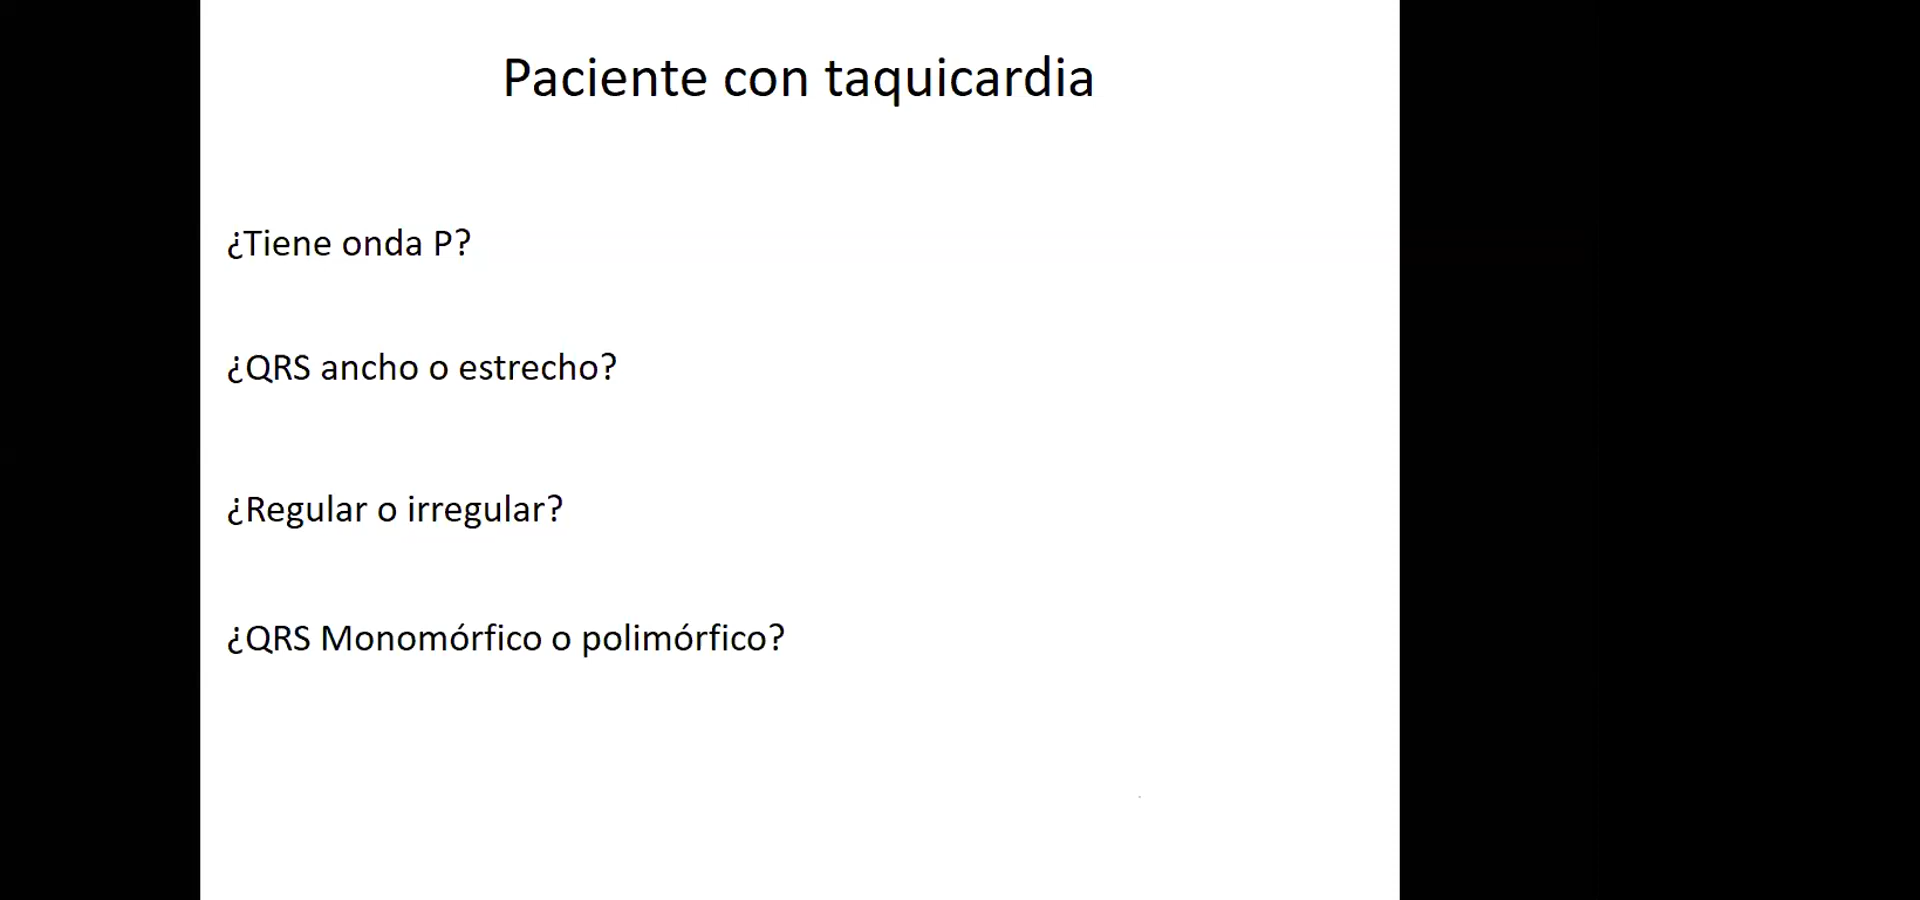 Paciente con taquicardia
¿Tiene onda P?
¿QRS ancho o estrecho?
¿Regular o irregular?
¿QRS Monomórfico o polimórfico?